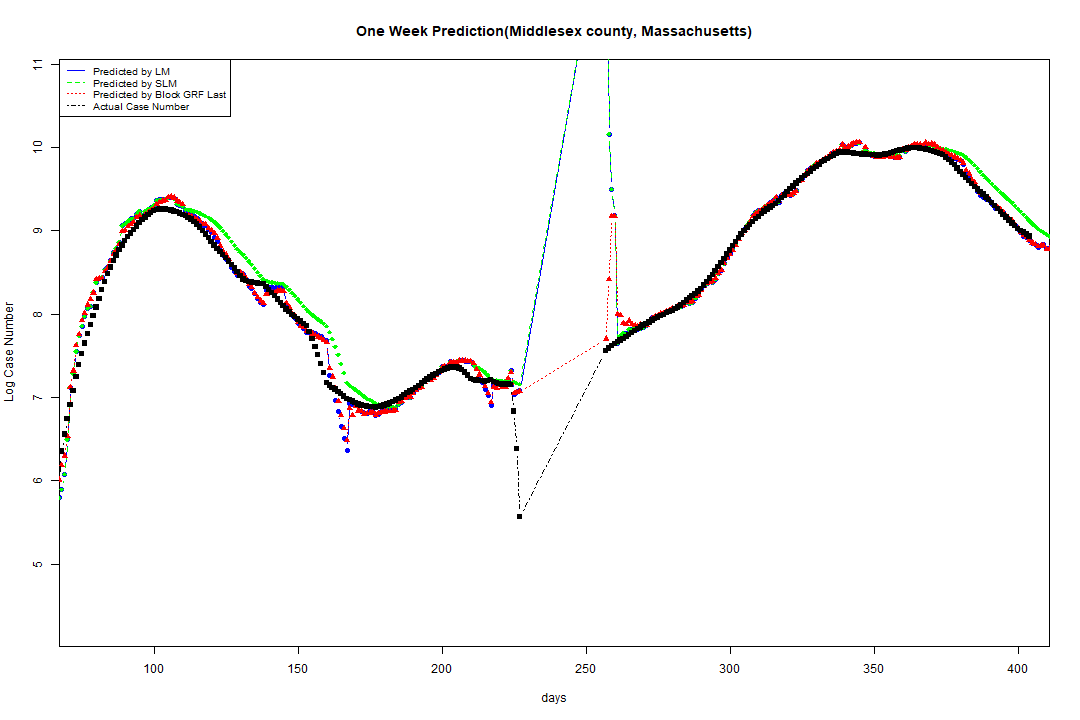 One Week Prediction(Middlesex county, Massachusetts)
Predicted by LM
Predicted by SLM
Predicted by Block GRF Last
Actual Case Number
11
10
9
8
7
6
5
Log Case Number
100 150 200 250 300 350 400
days